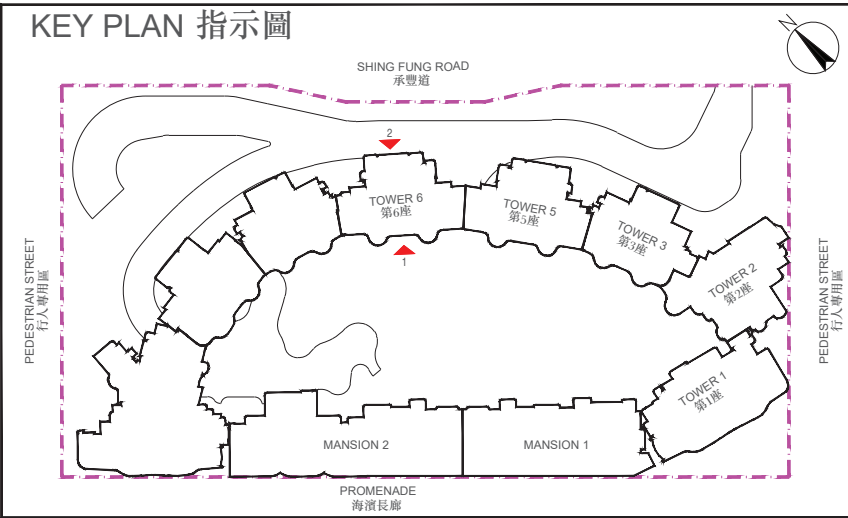 KEY PLAN 指示圖
N
SHING FUNG ROAD
承豐道
2
TOWER 6
第6座
TOWER 5
第5座
TOWER 3
第3座
TOWER 2
第2座
TOWER 1
第1座
1
PEDESTRIAN STREET
行人專用區
PEDESTRIAN STREET
行人專用區
MANSION 2
MANSION 1
PROMENADE
海濱長廊